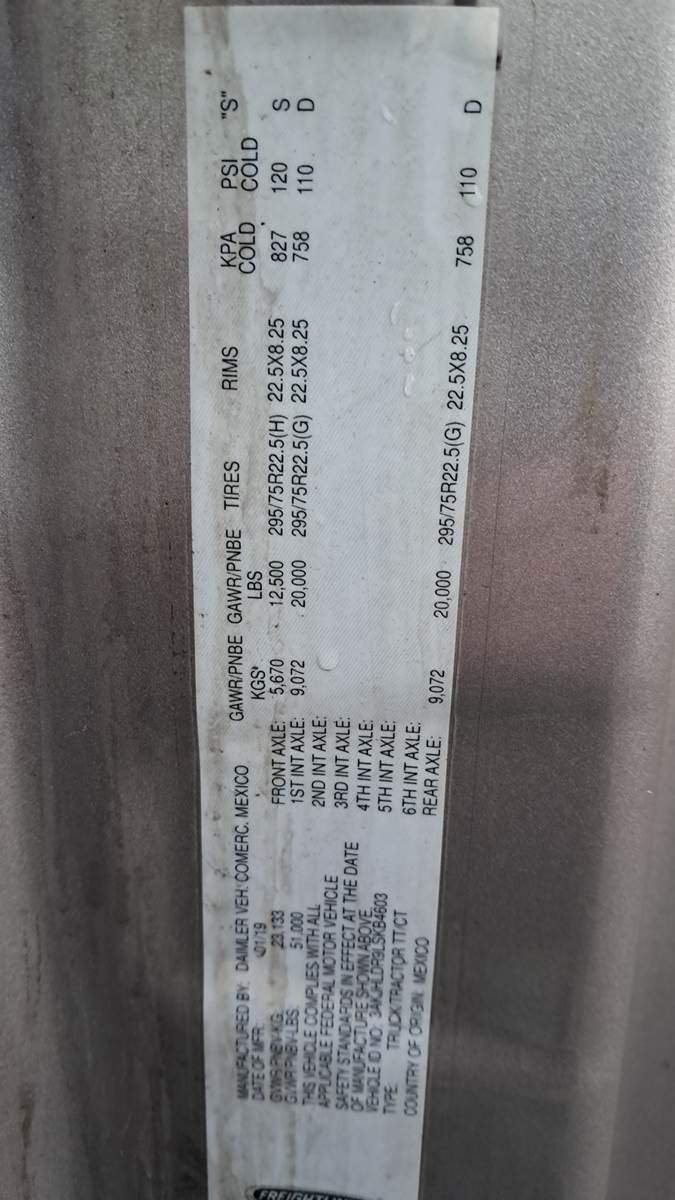 MANUFACTURED BY: DAIMLER VEH. COMERC. MEXICO
DATE OF MFR: 01/19
GVWR/PNBV-KG: 23,133
GVWR/PNBV-LBS: 51,000
THIS VEHICLE COMPLIES WITH ALL
APPLICABLE FEDERAL MOTOR VEHICLE
SAFETY STANDARDS IN EFFECT AT THE DATE
OF MANUFACTURE SHOWN ABOVE
VEHICLE ID NO: 3AKJHLDR9LSKB4603
TYPE: TRUCK/TRACTOR TT/CT
COUNTRY OF ORIGIN: MEXICO
GAWR/PNBE GAWR/PNBE TIRES RIMS KPA PSI "S"
KGS LBS COLD COLD
FRONT AXLE: 5,670 12,500 295/75R22.5(H) 22.5X8.25 827 120 S
1ST INT AXLE: 9,072 20,000 295/75R22.5(G) 22.5X8.25 758 110 D
2ND INT AXLE:
3RD INT AXLE:
4TH INT AXLE:
5TH INT AXLE:
6TH INT AXLE:
REAR AXLE: 9,072 20,000 295/75R22.5(G) 22.5X8.25 758 110 D